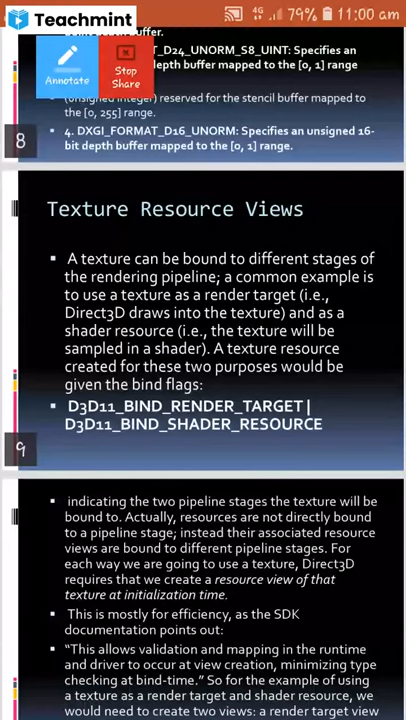 Teachmint
4G 79% 11:00 am
point depth buffer.
T_D24_UNORM_S8_UINT: Specifies an
depth buffer mapped to the [0, 1] range
Annotate
Stop
Share
(unsigned integer) reserved for the stencil buffer mapped to
the [0, 255] range.
4. DXGI_FORMAT_D16_UNORM: Specifies an unsigned 16-
bit depth buffer mapped to the [0, 1] range.
8
Texture Resource Views
A texture can be bound to different stages of
the rendering pipeline; a common example is
to use a texture as a render target (i.e.,
Direct3D draws into the texture) and as a
shader resource (i.e., the texture will be
sampled in a shader). A texture resource
created for these two purposes would be
given the bind flags:
D3D11_BIND_RENDER_TARGET |
D3D11_BIND_SHADER_RESOURCE
9
indicating the two pipeline stages the texture will be
bound to. Actually, resources are not directly bound
to a pipeline stage; instead their associated resource
views are bound to different pipeline stages. For
each way we are going to use a texture, Direct3D
requires that we create a resource view of that
texture at initialization time.
This is mostly for efficiency, as the SDK
documentation points out:
“This allows validation and mapping in the runtime
and driver to occur at view creation, minimizing type
checking at bind-time.” So for the example of using
a texture as a render target and shader resource, we
would need to create two views: a render target view